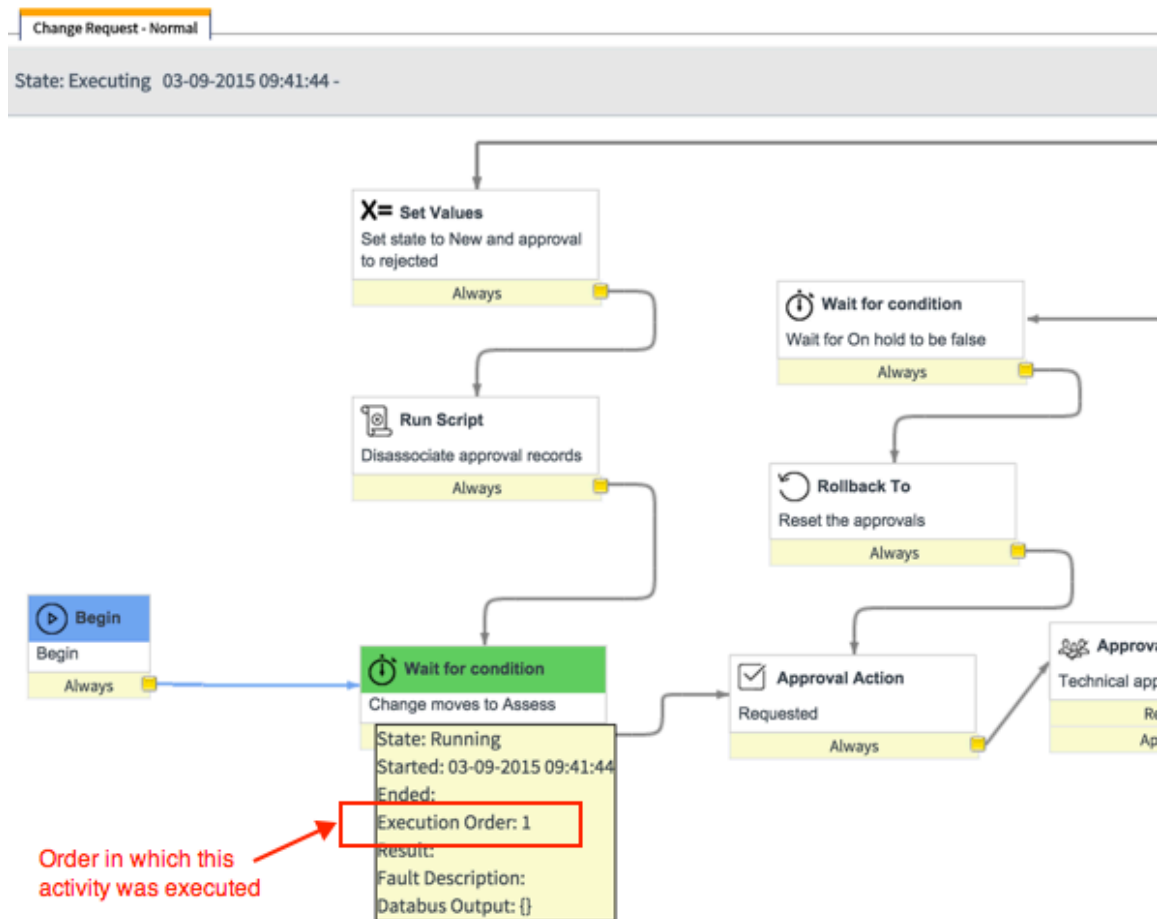 Change Request - Normal
State: Executing 03-09-2015 09:41:44 -
X= Set Values
Set state to New and approval
to rejected
Always
Wait for condition
Wait for On hold to be false
Always
Run Script
Disassociate approval records
Always
Rollback To
Reset the approvals
Always
Begin
Begin
Always
Wait for condition
Change moves to Assess
State: Running
Started: 03-09-2015 09:41:44
Ended:
Execution Order: 1
Result:
Fault Description:
Databus Output: {}
Order in which this
activity was executed
Approval Action
Requested
Always
Approva
Technical app
Re
Ap